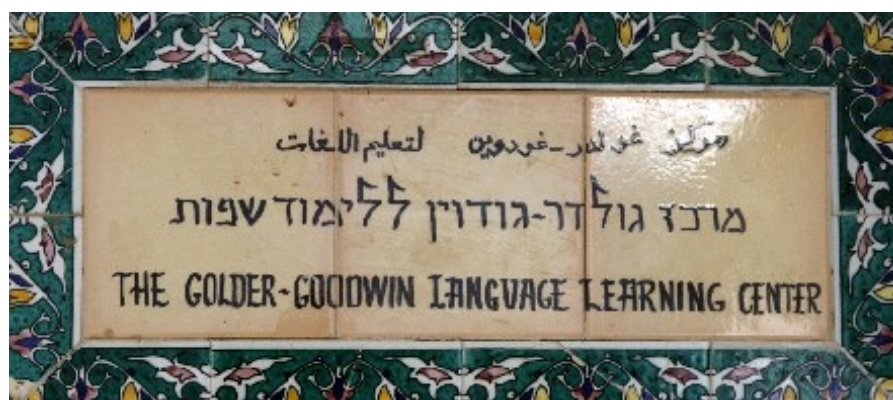 مركز غولدر-غودوين لتعليم اللغات
מרכז גולדר-גודוין ללימוד שפות
THE GOLDER-GOODWIN LANGUAGE LEARNING CENTER